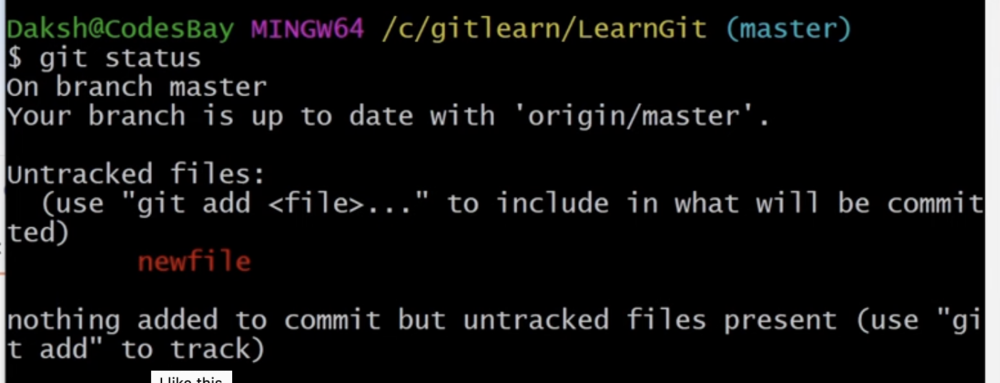 Daksh@CodesBay MINGW64 /c/gitlearn/LearnGit (master)
$ git status
On branch master
Your branch is up to date with 'origin/master'.
Untracked files:
(use "git add <file>..." to include in what will be commit
ted)
newfile
nothing added to commit but untracked files present (use "gi
t add" to track)
I like this